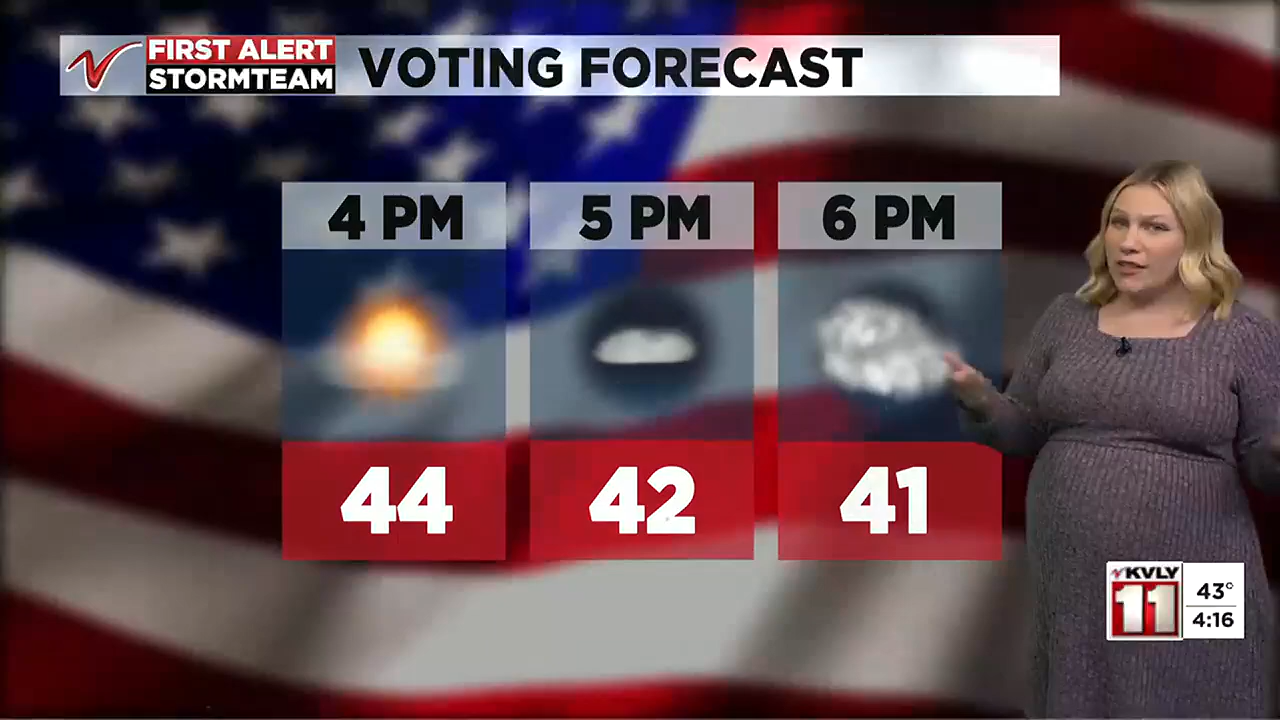 FIRST ALERT
STORMTEAM
VOTING FORECAST
4 PM
5 PM
6 PM
44
42
41
KVLY
11
43°
4:16